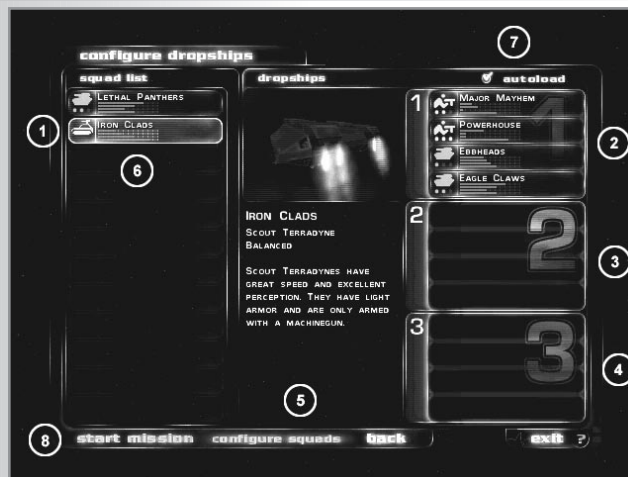 7
configure dropships
squad list
dropships
autoload
LETHAL PANTHERS
1
IRON CLADS
6
1
MAJOR MAYHEM
POWERHOUSE
EBBHEADS
EAGLE CLAWS
1
2
IRON CLADS
SCOUT TERRADYNE
BALANCED
SCOUT TERRADYNES HAVE
GREAT SPEED AND EXCELLENT
PERCEPTION. THEY HAVE LIGHT
ARMOR AND ARE ONLY ARMED
WITH A MACHINEGUN.
2
2
3
3
3
4
5
8
start mission
configure squads
back
exit ?